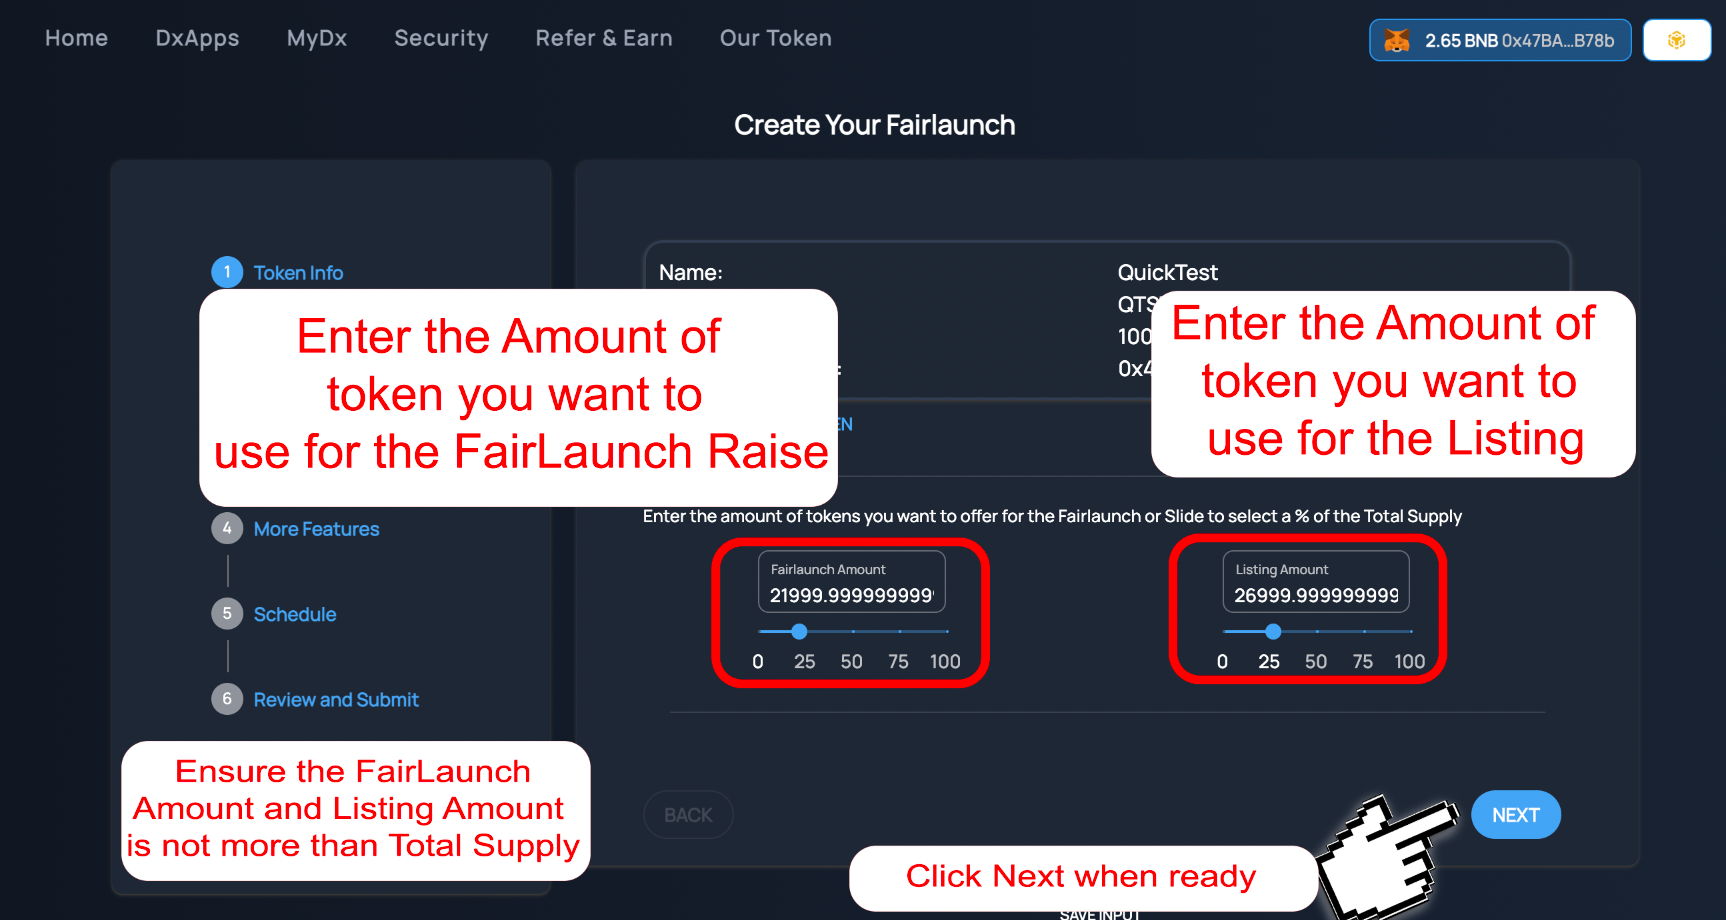 Home DxApps MyDx Security Refer & Earn Our Token
2.65 BNB 0x47BA...B78b
Create Your Fairlaunch
1 Token Info
4 More Features
5 Schedule
6 Review and Submit
Enter the Amount of
token you want to
use for the FairLaunch Raise
Ensure the FairLaunch
Amount and Listing Amount
is not more than Total Supply
Name: QuickTest
QTS
100
: 0x4
EN
Enter the Amount of
token you want to
use for the Listing
Enter the amount of tokens you want to offer for the Fairlaunch or Slide to select a % of the Total Supply
Fairlaunch Amount
21999.999999999
0 25 50 75 100
Listing Amount
26999.999999999
0 25 50 75 100
BACK
NEXT
Click Next when ready
SAVE INPUT